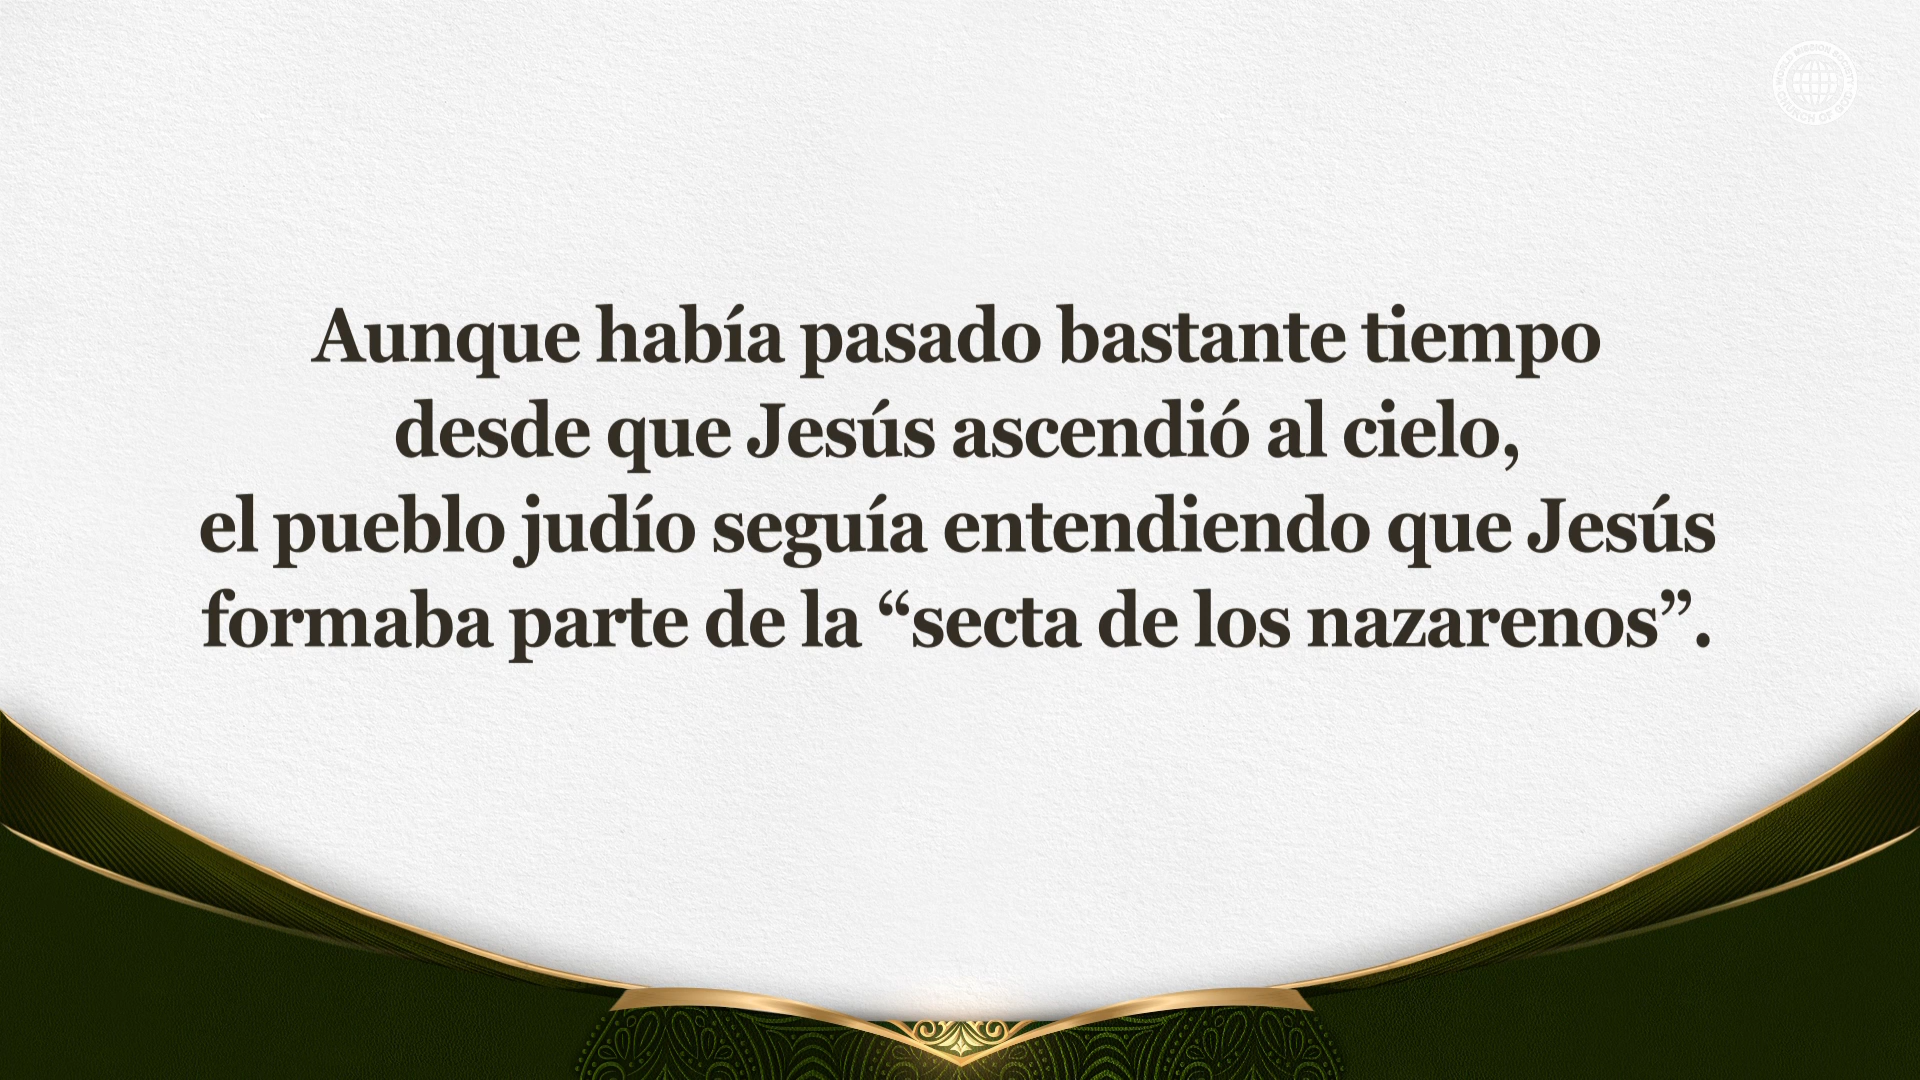 Aunque había pasado bastante tiempo
desde que Jesús ascendió al cielo,
el pueblo judío seguía entendiendo que Jesús
formaba parte de la “secta de los nazarenos”.